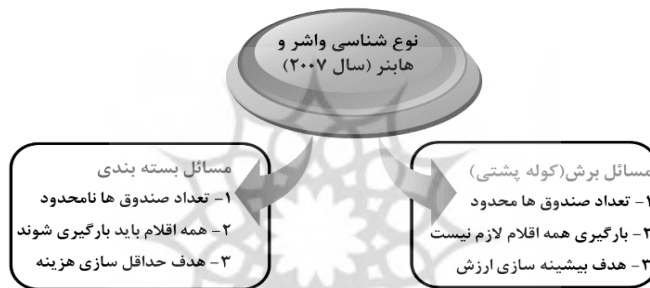 نوع شناسی واشر و
هابنر (سال ۲۰۰۷)
مسائل برش(کوله پشتی)
۱- تعداد صندوق ها محدود
۲- بارگیری همه اقلام لازم نیست
۳- هدف بیشینه سازی ارزش
مسائل بسته بندی
۱- تعداد صندوق ها نامحدود
۲- همه اقلام باید بارگیری شوند
۳- هدف حداقل سازی هزینه